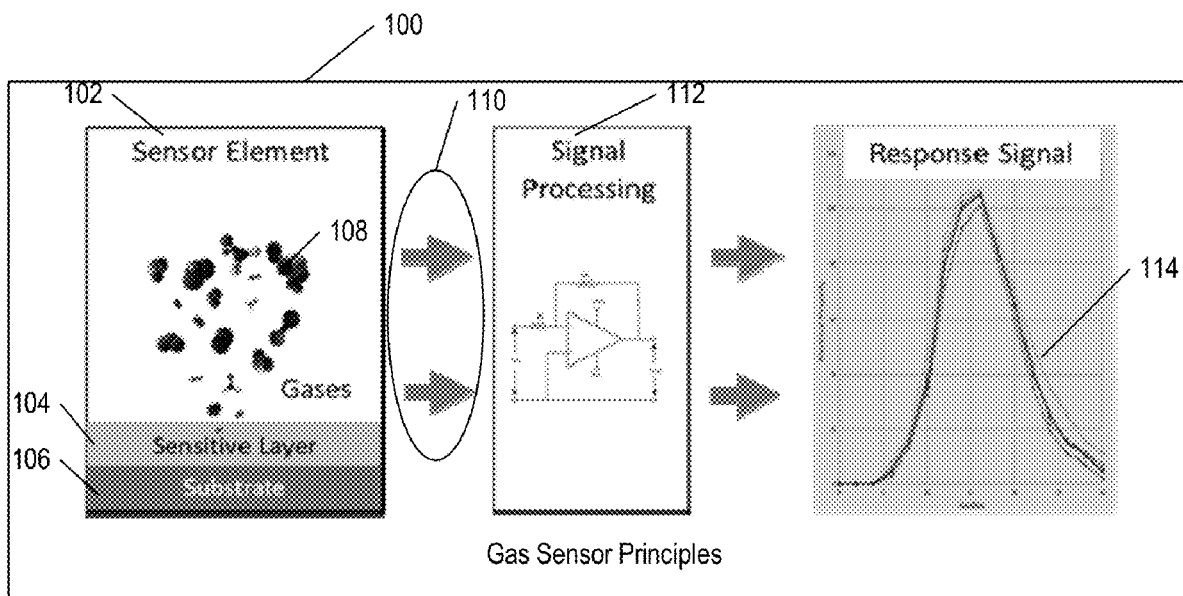 100
102
110
112
Sensor Element
Signal
Processing
Response Signal
108
114
Gases
104
Sensitive Layer
106
Substrate
Gas Sensor Principles